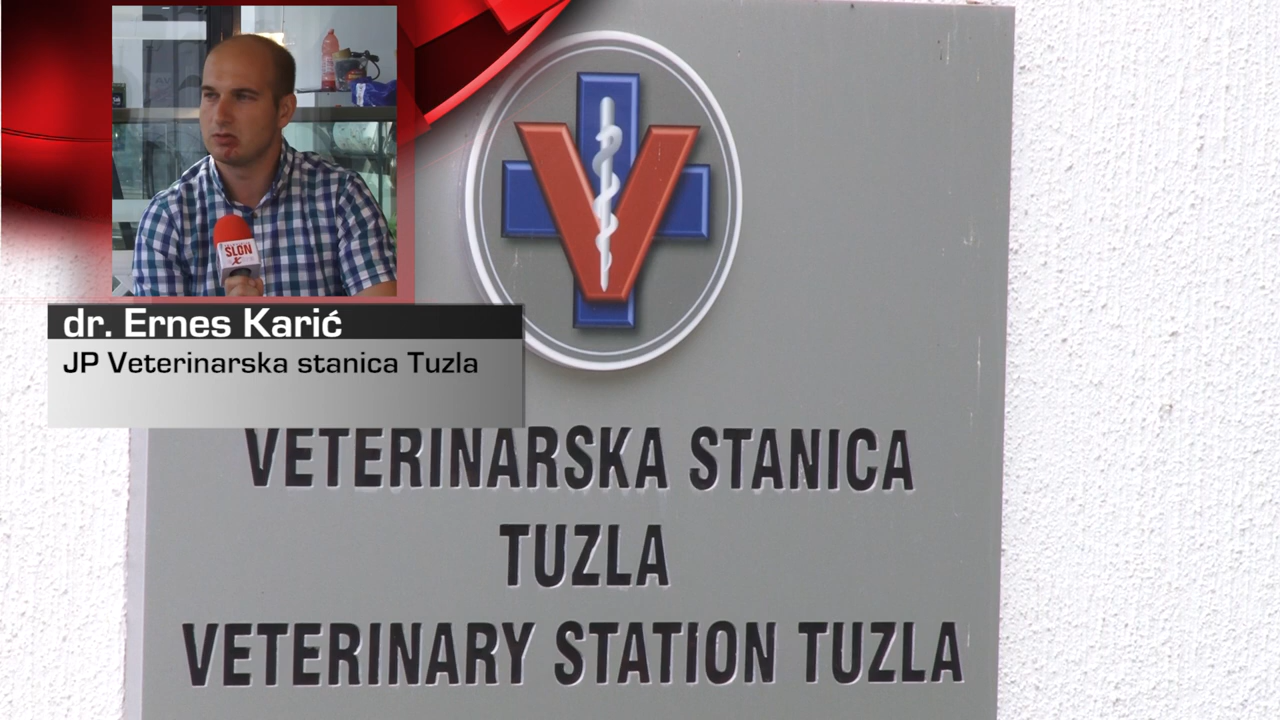 SLON
dr. Ernes Karić
JP Veterinarska stanica Tuzla
V
VETERINARSKA STANICA
TUZLA
VETERINARY STATION TUZLA